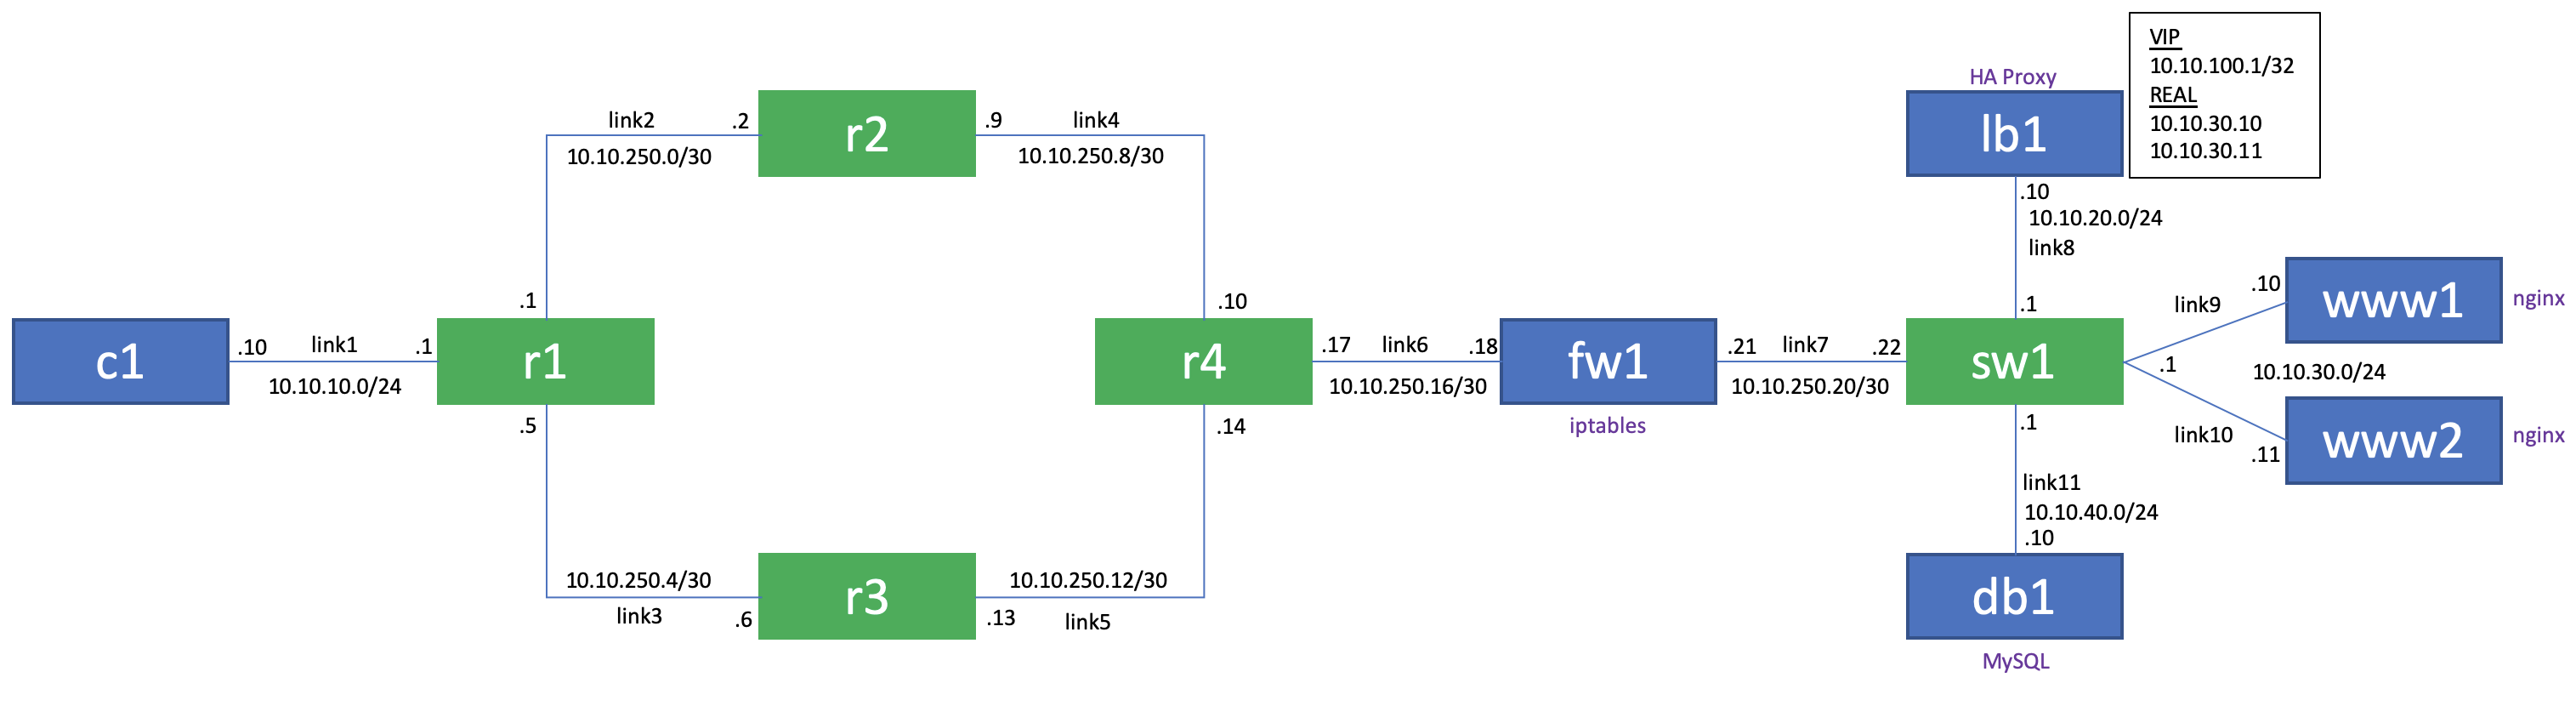 VIP
10.10.100.1/32
REAL
10.10.30.10
10.10.30.11
HA Proxy
lb1
.10
10.10.20.0/24
link8
.1
link2
.2
10.10.250.0/30
r2
.9
link4
10.10.250.8/30
.1
.10
c1
.10
link1
.1
10.10.10.0/24
r1
r4
.17
link6
.18
10.10.250.16/30
fw1
iptables
.21
link7
.22
10.10.250.20/30
sw1
link9
.10
www1
nginx
.1
10.10.30.0/24
link10
.11
www2
nginx
.5
.14
.1
link11
10.10.40.0/24
.10
db1
MySQL
10.10.250.4/30
link3
.6
r3
10.10.250.12/30
.13
link5